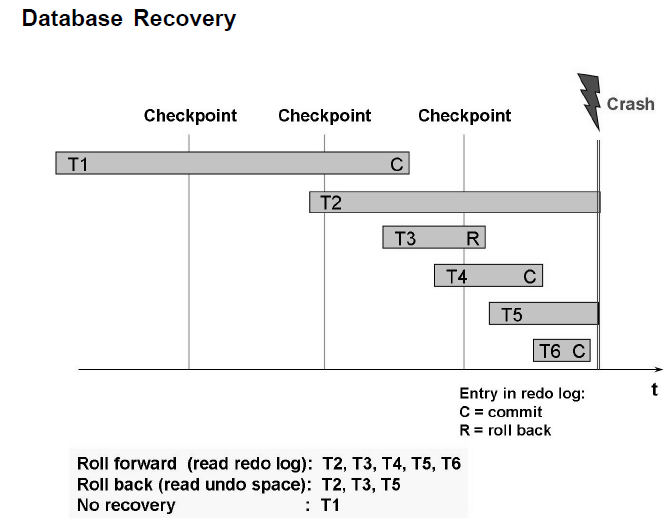 Database Recovery
Checkpoint Checkpoint Checkpoint
Crash
T1 C
T2
T3 R
T4 C
T5
T6 C
t
Entry in redo log:
C = commit
R = roll back
Roll forward (read redo log): T2, T3, T4, T5, T6
Roll back (read undo space): T2, T3, T5
No recovery : T1